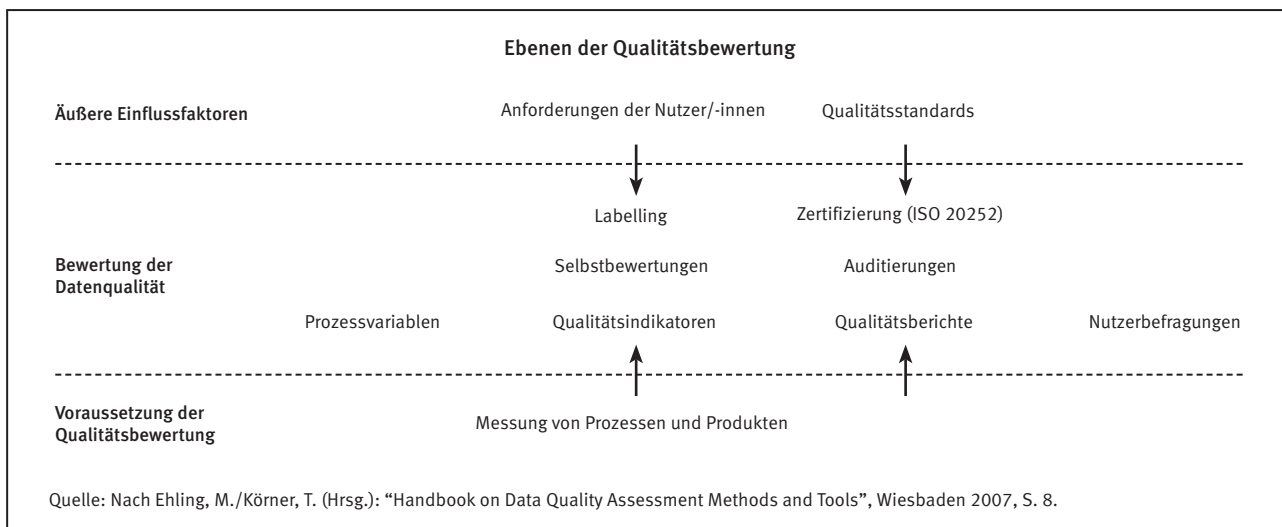 Ebenen der Qualitätsbewertung
Äußere Einflussfaktoren
Anforderungen der Nutzer/-innen
Qualitätsstandards
Labelling
Zertifizierung (ISO 20252)
Bewertung der
Datenqualität
Selbstbewertungen
Auditierungen
Prozessvariablen
Qualitätsindikatoren
Qualitätsberichte
Nutzerbefragungen
Voraussetzung der
Qualitätsbewertung
Messung von Prozessen und Produkten
Quelle: Nach Ehling, M./Körner, T. (Hrsg.): “Handbook on Data Quality Assessment Methods and Tools”, Wiesbaden 2007, S. 8.